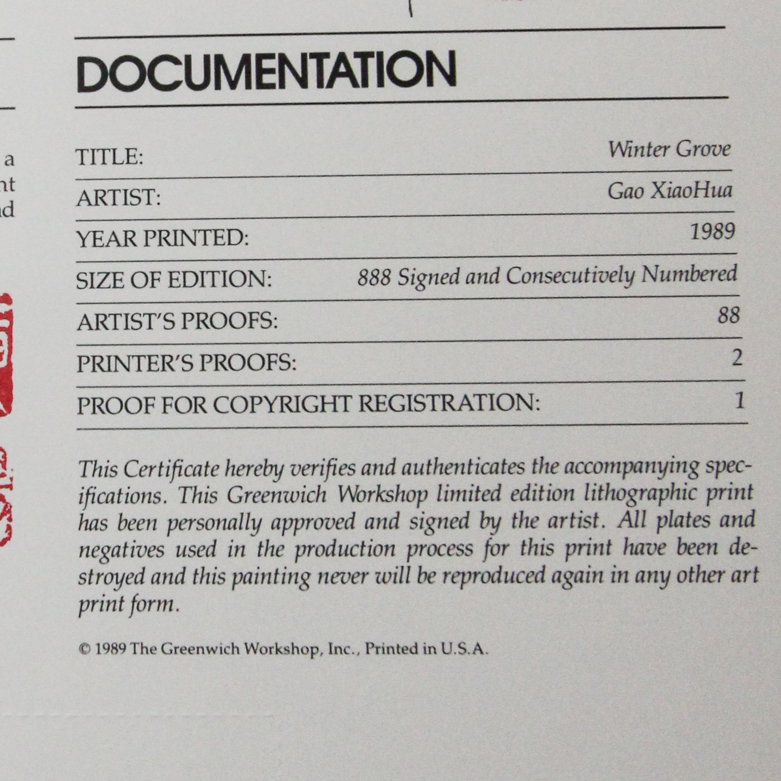 DOCUMENTATION
a
TITLE: Winter Grove
nt
ARTIST: Gao XiaoHua
d
YEAR PRINTED: 1989
SIZE OF EDITION: 888 Signed and Consecutively Numbered
ARTIST'S PROOFS: 88
PRINTER'S PROOFS: 2
PROOF FOR COPYRIGHT REGISTRATION: 1
This Certificate hereby verifies and authenticates the accompanying spec-
ifications. This Greenwich Workshop limited edition lithographic print
has been personally approved and signed by the artist. All plates and
negatives used in the production process for this print have been de-
stroyed and this painting never will be reproduced again in any other art
print form.
© 1989 The Greenwich Workshop, Inc., Printed in U.S.A.